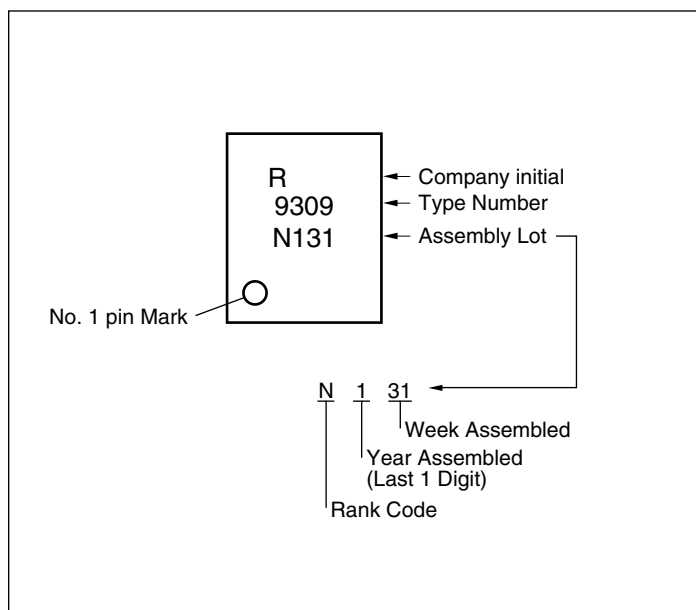 R
9309
N131
Company initial
Type Number
Assembly Lot
No. 1 pin Mark
N 1 31
Week Assembled
Year Assembled
(Last 1 Digit)
Rank Code